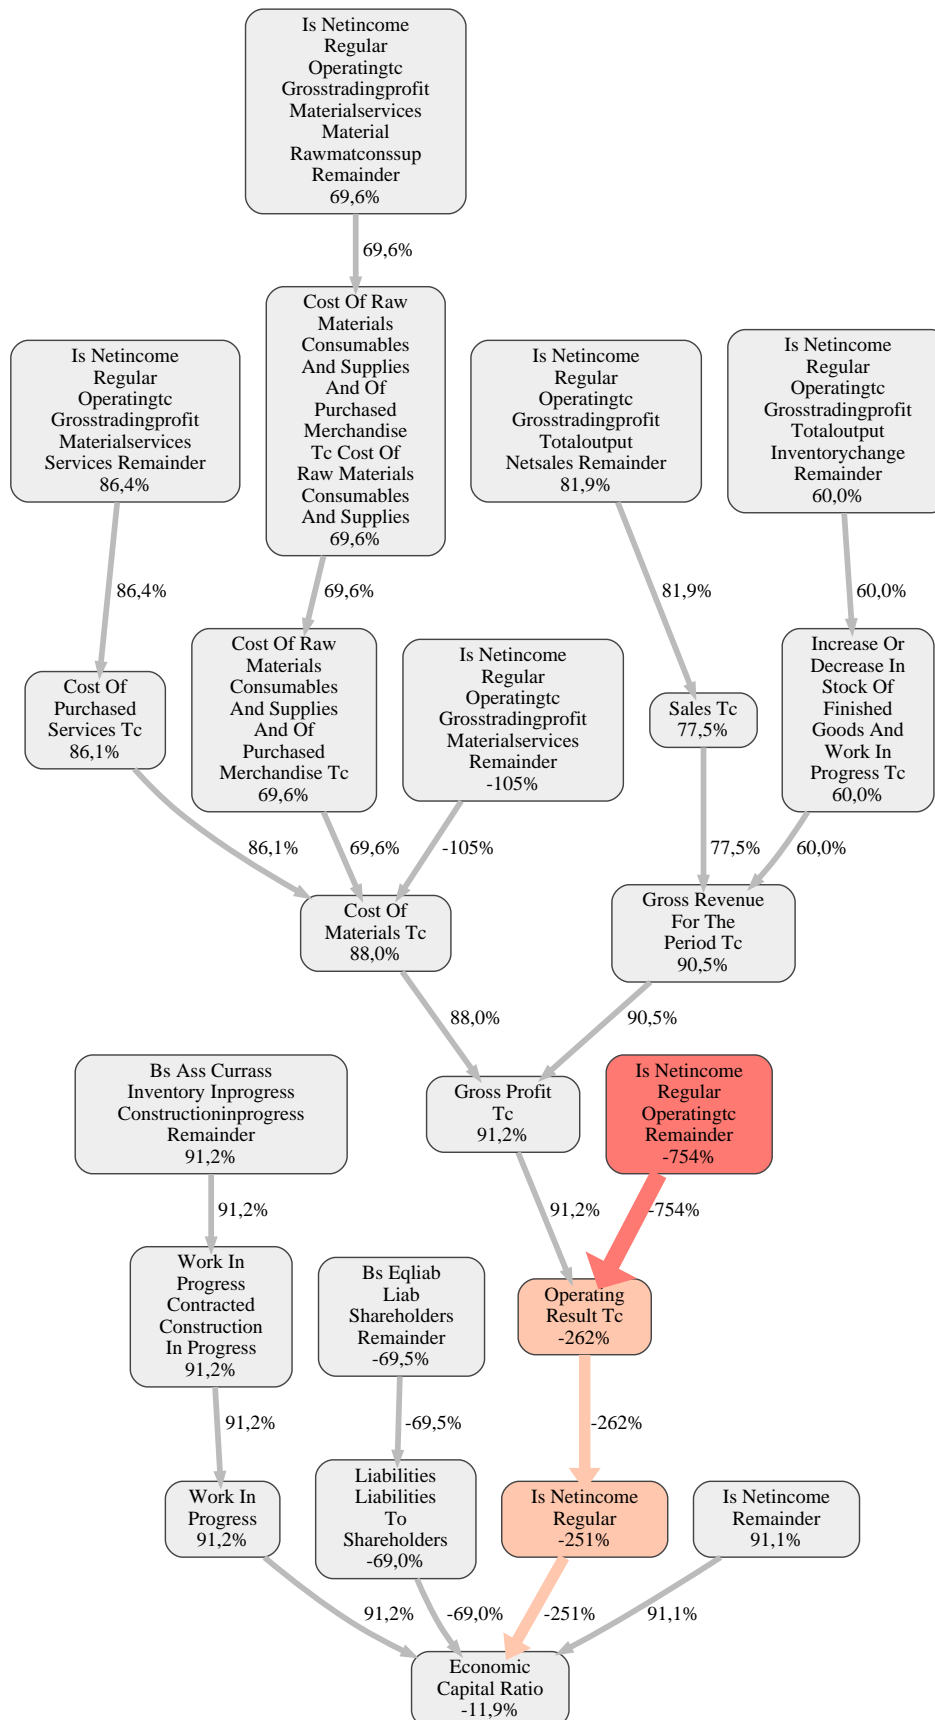 Is Netincome
Regular
Operatingtc
Grosstradingprofit
Materialservices
Material
Rawmatconssup
Remainder
69,6%
69,6%
Cost Of Raw
Materials
Consumables
And Supplies
And Of
Purchased
Merchandise
Tc Cost Of
Raw Materials
Consumables
And Supplies
69,6%
Is Netincome
Regular
Operatingtc
Grosstradingprofit
Materialservices
Services Remainder
86,4%
Is Netincome
Regular
Operatingtc
Grosstradingprofit
Totaloutput
Netsales Remainder
81,9%
Is Netincome
Regular
Operatingtc
Grosstradingprofit
Totaloutput
Inventorychange
Remainder
60,0%
86,4%
69,6%
81,9%
60,0%
Cost Of
Purchased
Services Tc
86,1%
Cost Of Raw
Materials
Consumables
And Supplies
And Of
Purchased
Merchandise Tc
69,6%
Is Netincome
Regular
Operatingtc
Grosstradingprofit
Materialservices
Remainder
-105%
Sales Tc
77,5%
Increase Or
Decrease In
Stock Of
Finished
Goods And
Work In
Progress Tc
60,0%
86,1%
69,6%
-105%
77,5%
60,0%
Cost Of
Materials Tc
88,0%
Gross Revenue
For The
Period Tc
90,5%
88,0%
90,5%
Bs Ass Currass
Inventory Inprogress
Constructioninprogress
Remainder
91,2%
Gross Profit
Tc
91,2%
Is Netincome
Regular
Operatingtc
Remainder
-754%
91,2%
91,2%
-754%
Work In
Progress
Contracted
Construction
In Progress
91,2%
Bs Eqliab
Liab
Shareholders
Remainder
-69,5%
Operating
Result Tc
-262%
91,2%
-69,5%
-262%
Work In
Progress
91,2%
Liabilities
Liabilities
To
Shareholders
-69,0%
Is Netincome
Regular
-251%
Is Netincome
Remainder
91,1%
91,2%
-69,0%
-251%
91,1%
Economic
Capital Ratio
-11,9%